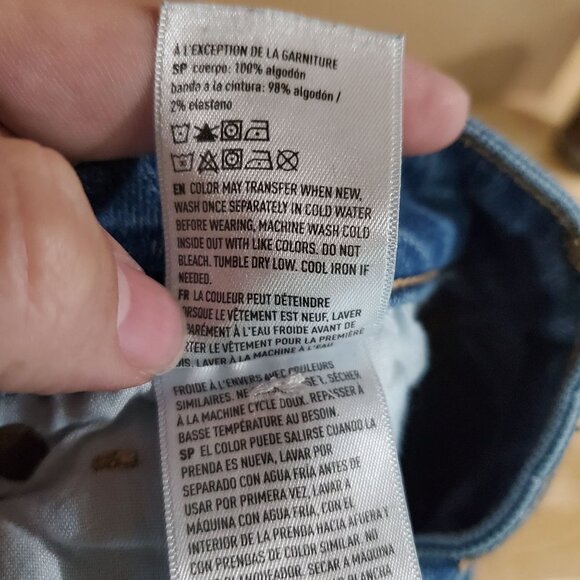 À L'EXCEPTION DE LA GARNITURE
SP cuerpo: 100% algodón
banda a la cintura: 98% algodón /
2% elastano
EN COLOR MAY TRANSFER WHEN NEW,
WASH ONCE SEPARATELY IN COLD WATER
BEFORE WEARING, MACHINE WASH COLD
INSIDE OUT WITH LIKE COLORS. DO NOT
BLEACH. TUMBLE DRY LOW. COOL IRON IF
NEEDED.
FR LA COULEUR PEUT DÉTEINDRE
LORSQUE LE VÊTEMENT EST NEUF, LAVER
À L'EAU FROIDE AVANT DE
LE VÊTEMENT POUR LA
LAVER À LA MACHINE À L'EAU
FROIDE À L'ENVERS AVEC COULEURS
SIMILAIRES. NE SÉCHER
À LA MACHINE CYCLE DOUX. REPASSER À
BASSE TEMPÉRATURE AU BESOIN.
SP EL COLOR PUEDE SALIRSE CUANDO LA
PRENDA ES NUEVA, LAVAR POR
SEPARADO CON AGUA FRÍA ANTES DE
USAR POR PRIMERA VEZ, LAVAR A
MÁQUINA CON AGUA FRÍA CON EL
INTERIOR DE LA PRENDA HACIA AFUERA Y
CON PRENDAS DE COLOR SIMILAR. NO
BLANQUEADOR. SECAR A MÁQUINA
PLANCHA